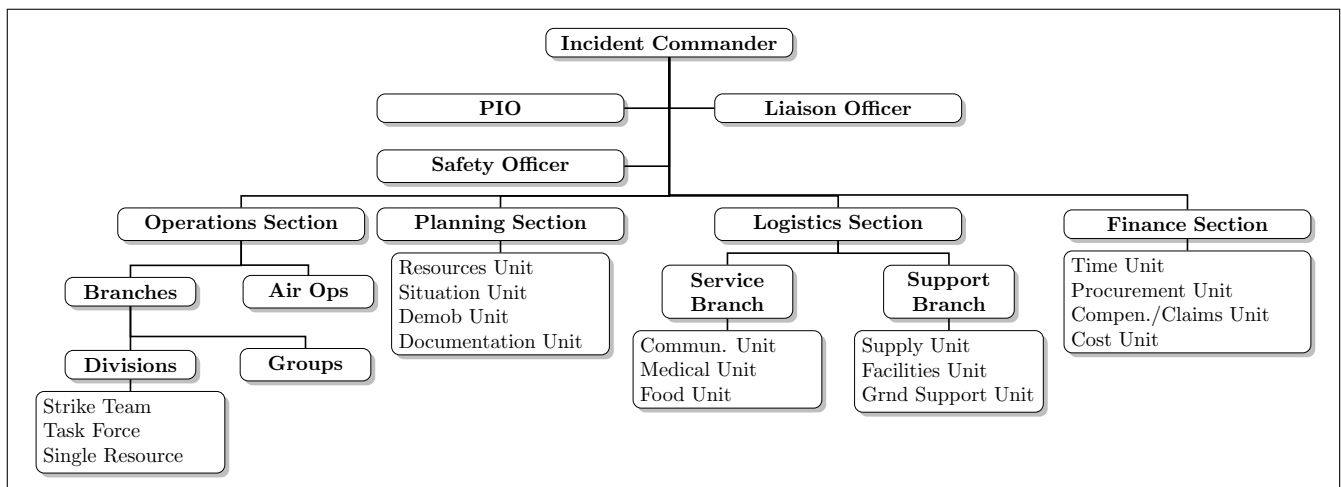 Incident Commander
PIO
Liaison Officer
Safety Officer
Operations Section
Planning Section
Logistics Section
Finance Section
Branches
Air Ops
Divisions
Groups
Strike Team
Task Force
Single Resource
Resources Unit
Situation Unit
Demob Unit
Documentation Unit
Service
Branch
Commun. Unit
Medical Unit
Food Unit
Support
Branch
Supply Unit
Facilities Unit
Grnd Support Unit
Time Unit
Procurement Unit
Compen./Claims Unit
Cost Unit